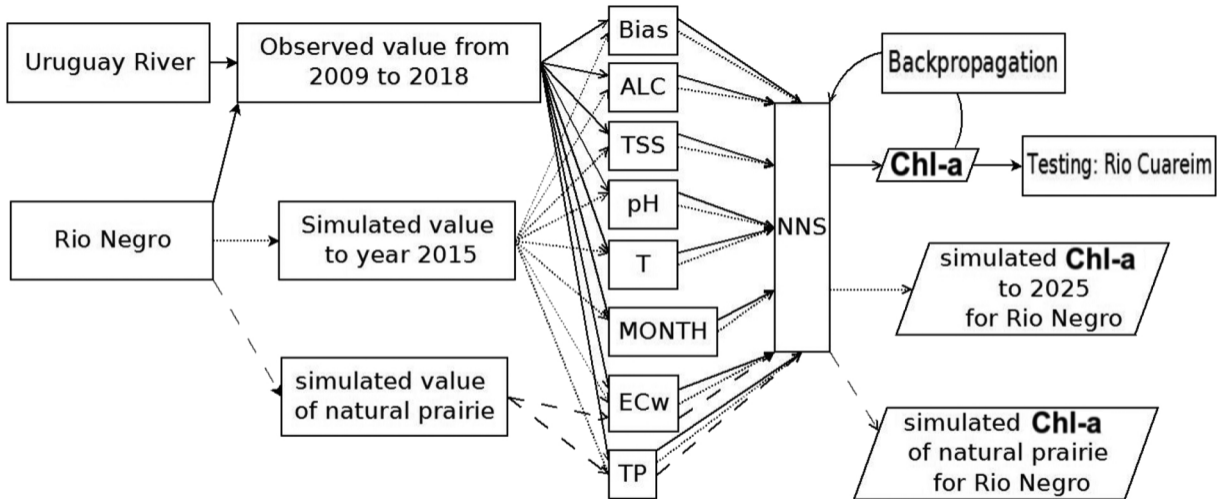 Uruguay River
Observed value from
2009 to 2018
Rio Negro
Simulated value
to year 2015
simulated value
of natural prairie
Bias
ALC
TSS
pH
T
MONTH
ECw
TP
NNS
Backpropagation
Chl-a
Testing: Rio Cuareim
simulated Chl-a
to 2025
for Rio Negro
simulated Chl-a
of natural prairie
for Rio Negro